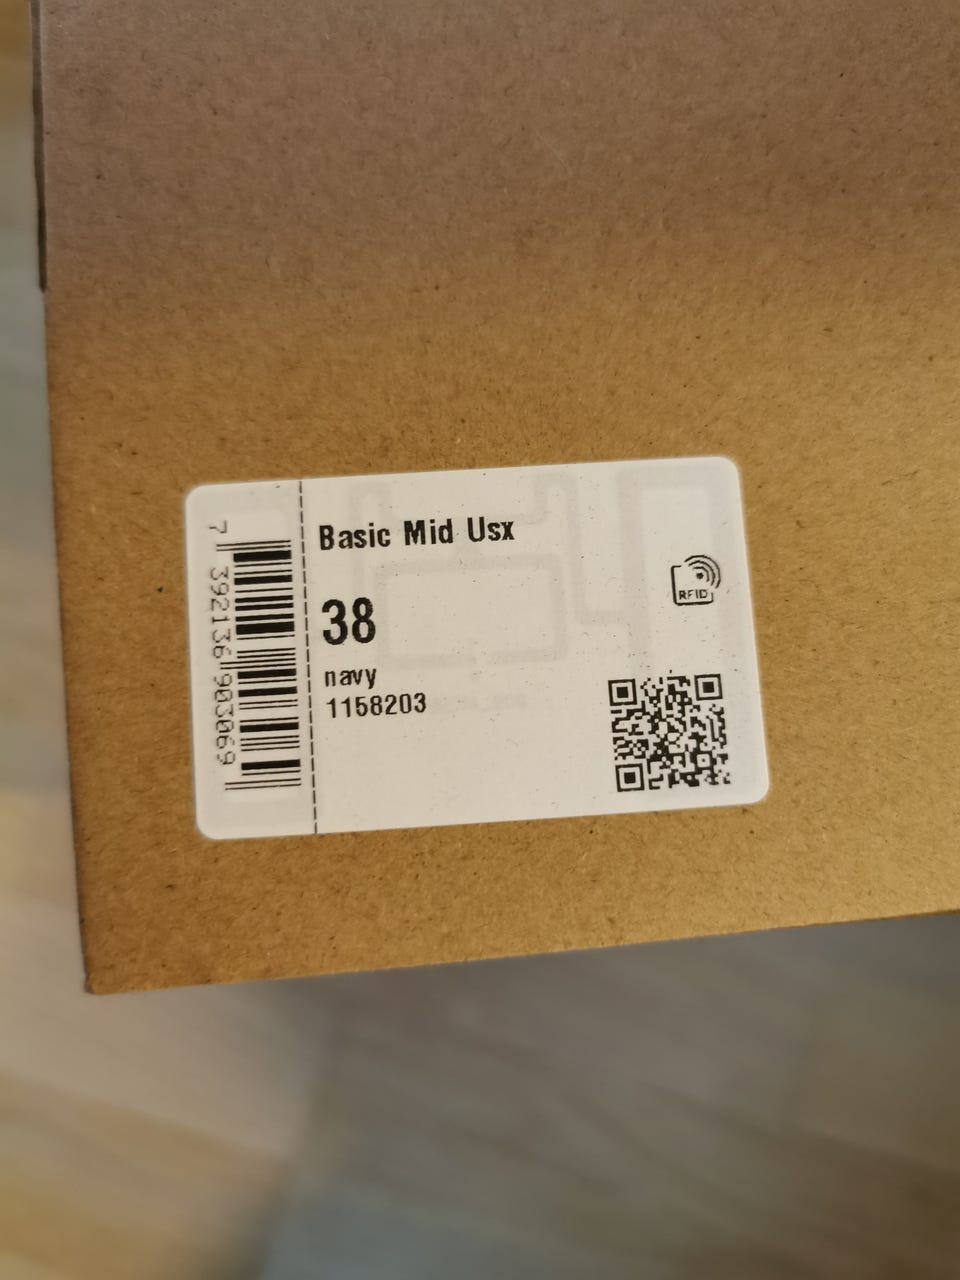 Basic Mid Usx
38
navy
1158203
RFID
7 392136 903069